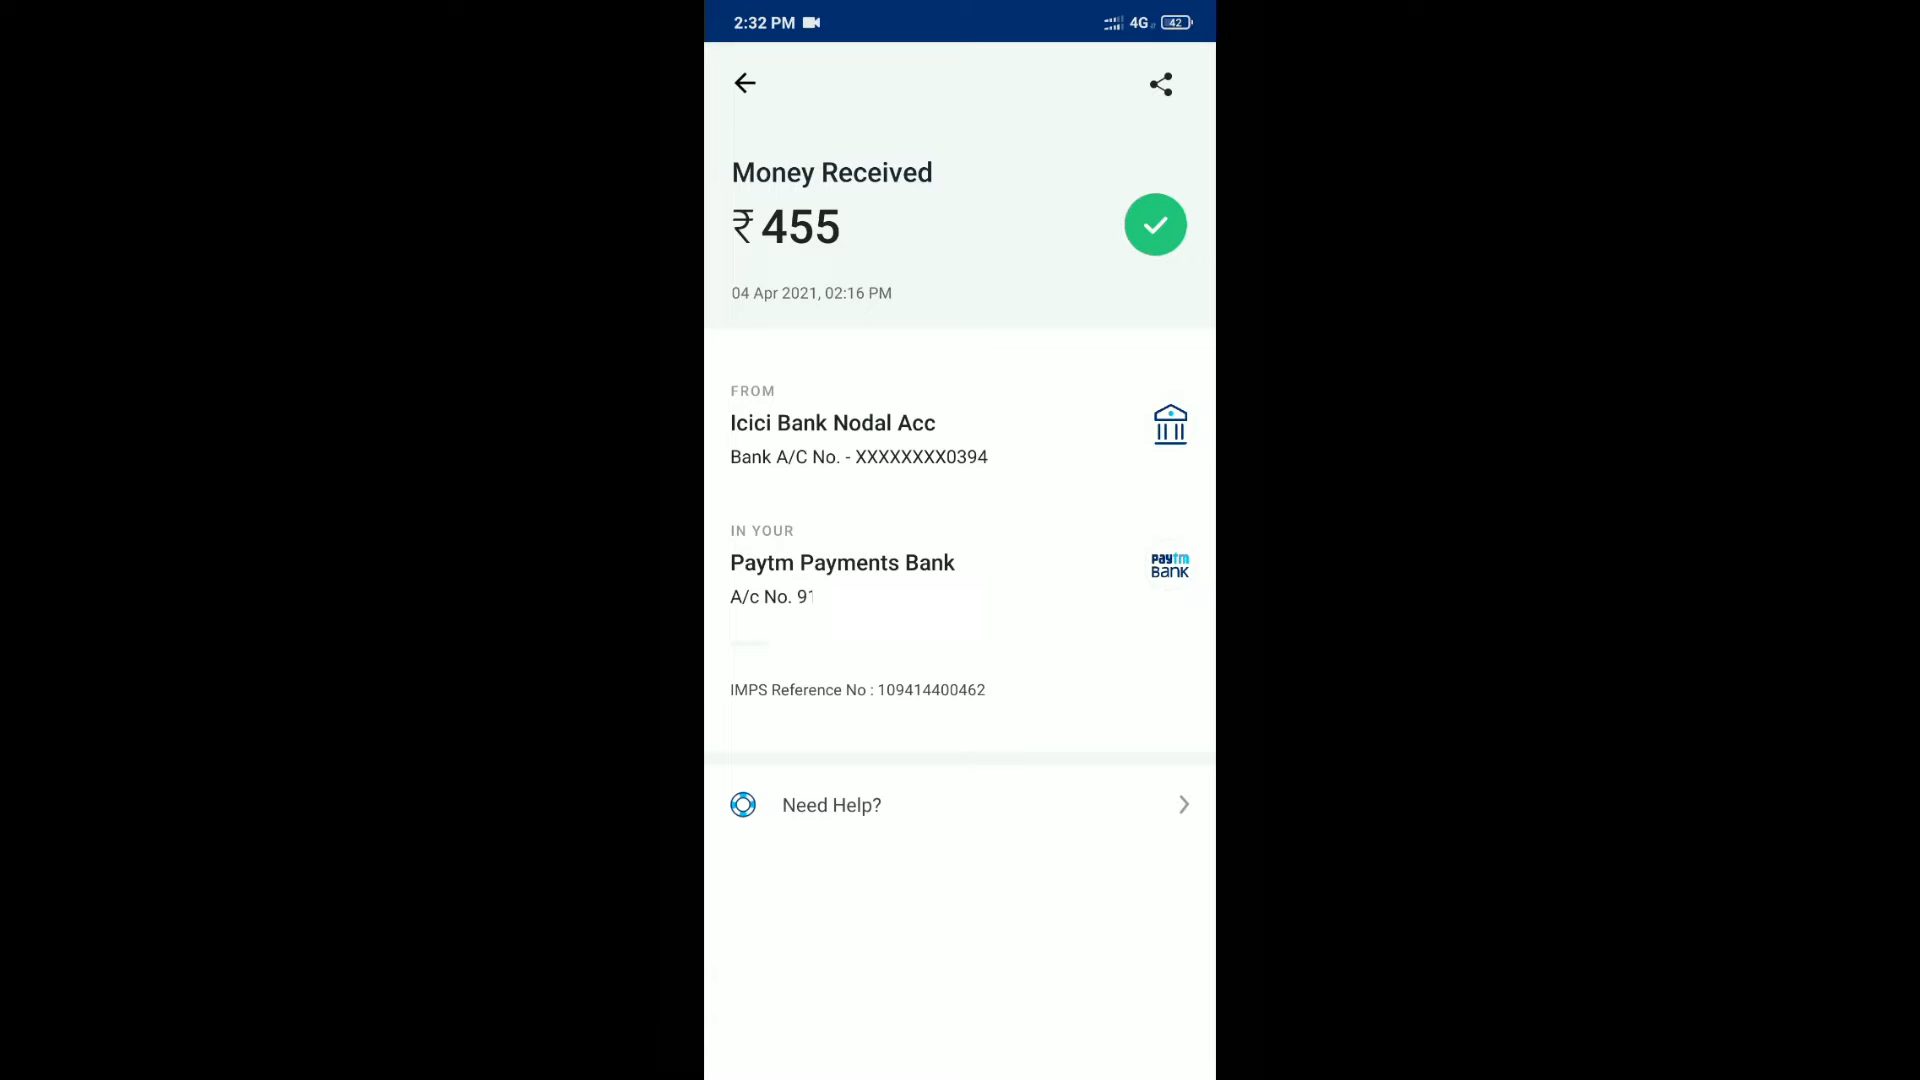 2:32 PM 4G 42
Money Received
₹455
04 Apr 2021, 02:16 PM
FROM
Icici Bank Nodal Acc
Bank A/C No. - XXXXXXXX0394
IN YOUR
Paytm Payments Bank
paytm
BANK
A/c No. 91
IMPS Reference No : 109414400462
Need Help?